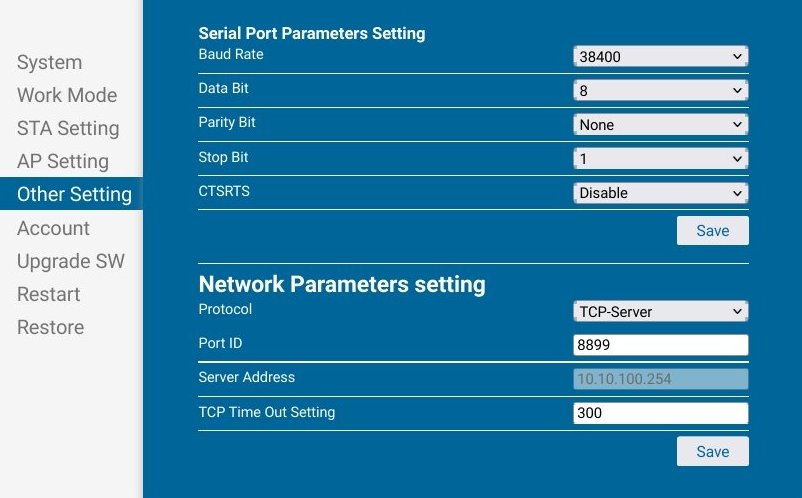 System
Work Mode
STA Setting
AP Setting
Other Setting
Account
Upgrade SW
Restart
Restore
Serial Port Parameters Setting
Baud Rate 38400
Data Bit 8
Parity Bit None
Stop Bit 1
CTSRTS Disable
Save
Network Parameters setting
Protocol TCP-Server
Port ID 8899
Server Address 10.10.100.254
TCP Time Out Setting 300
Save